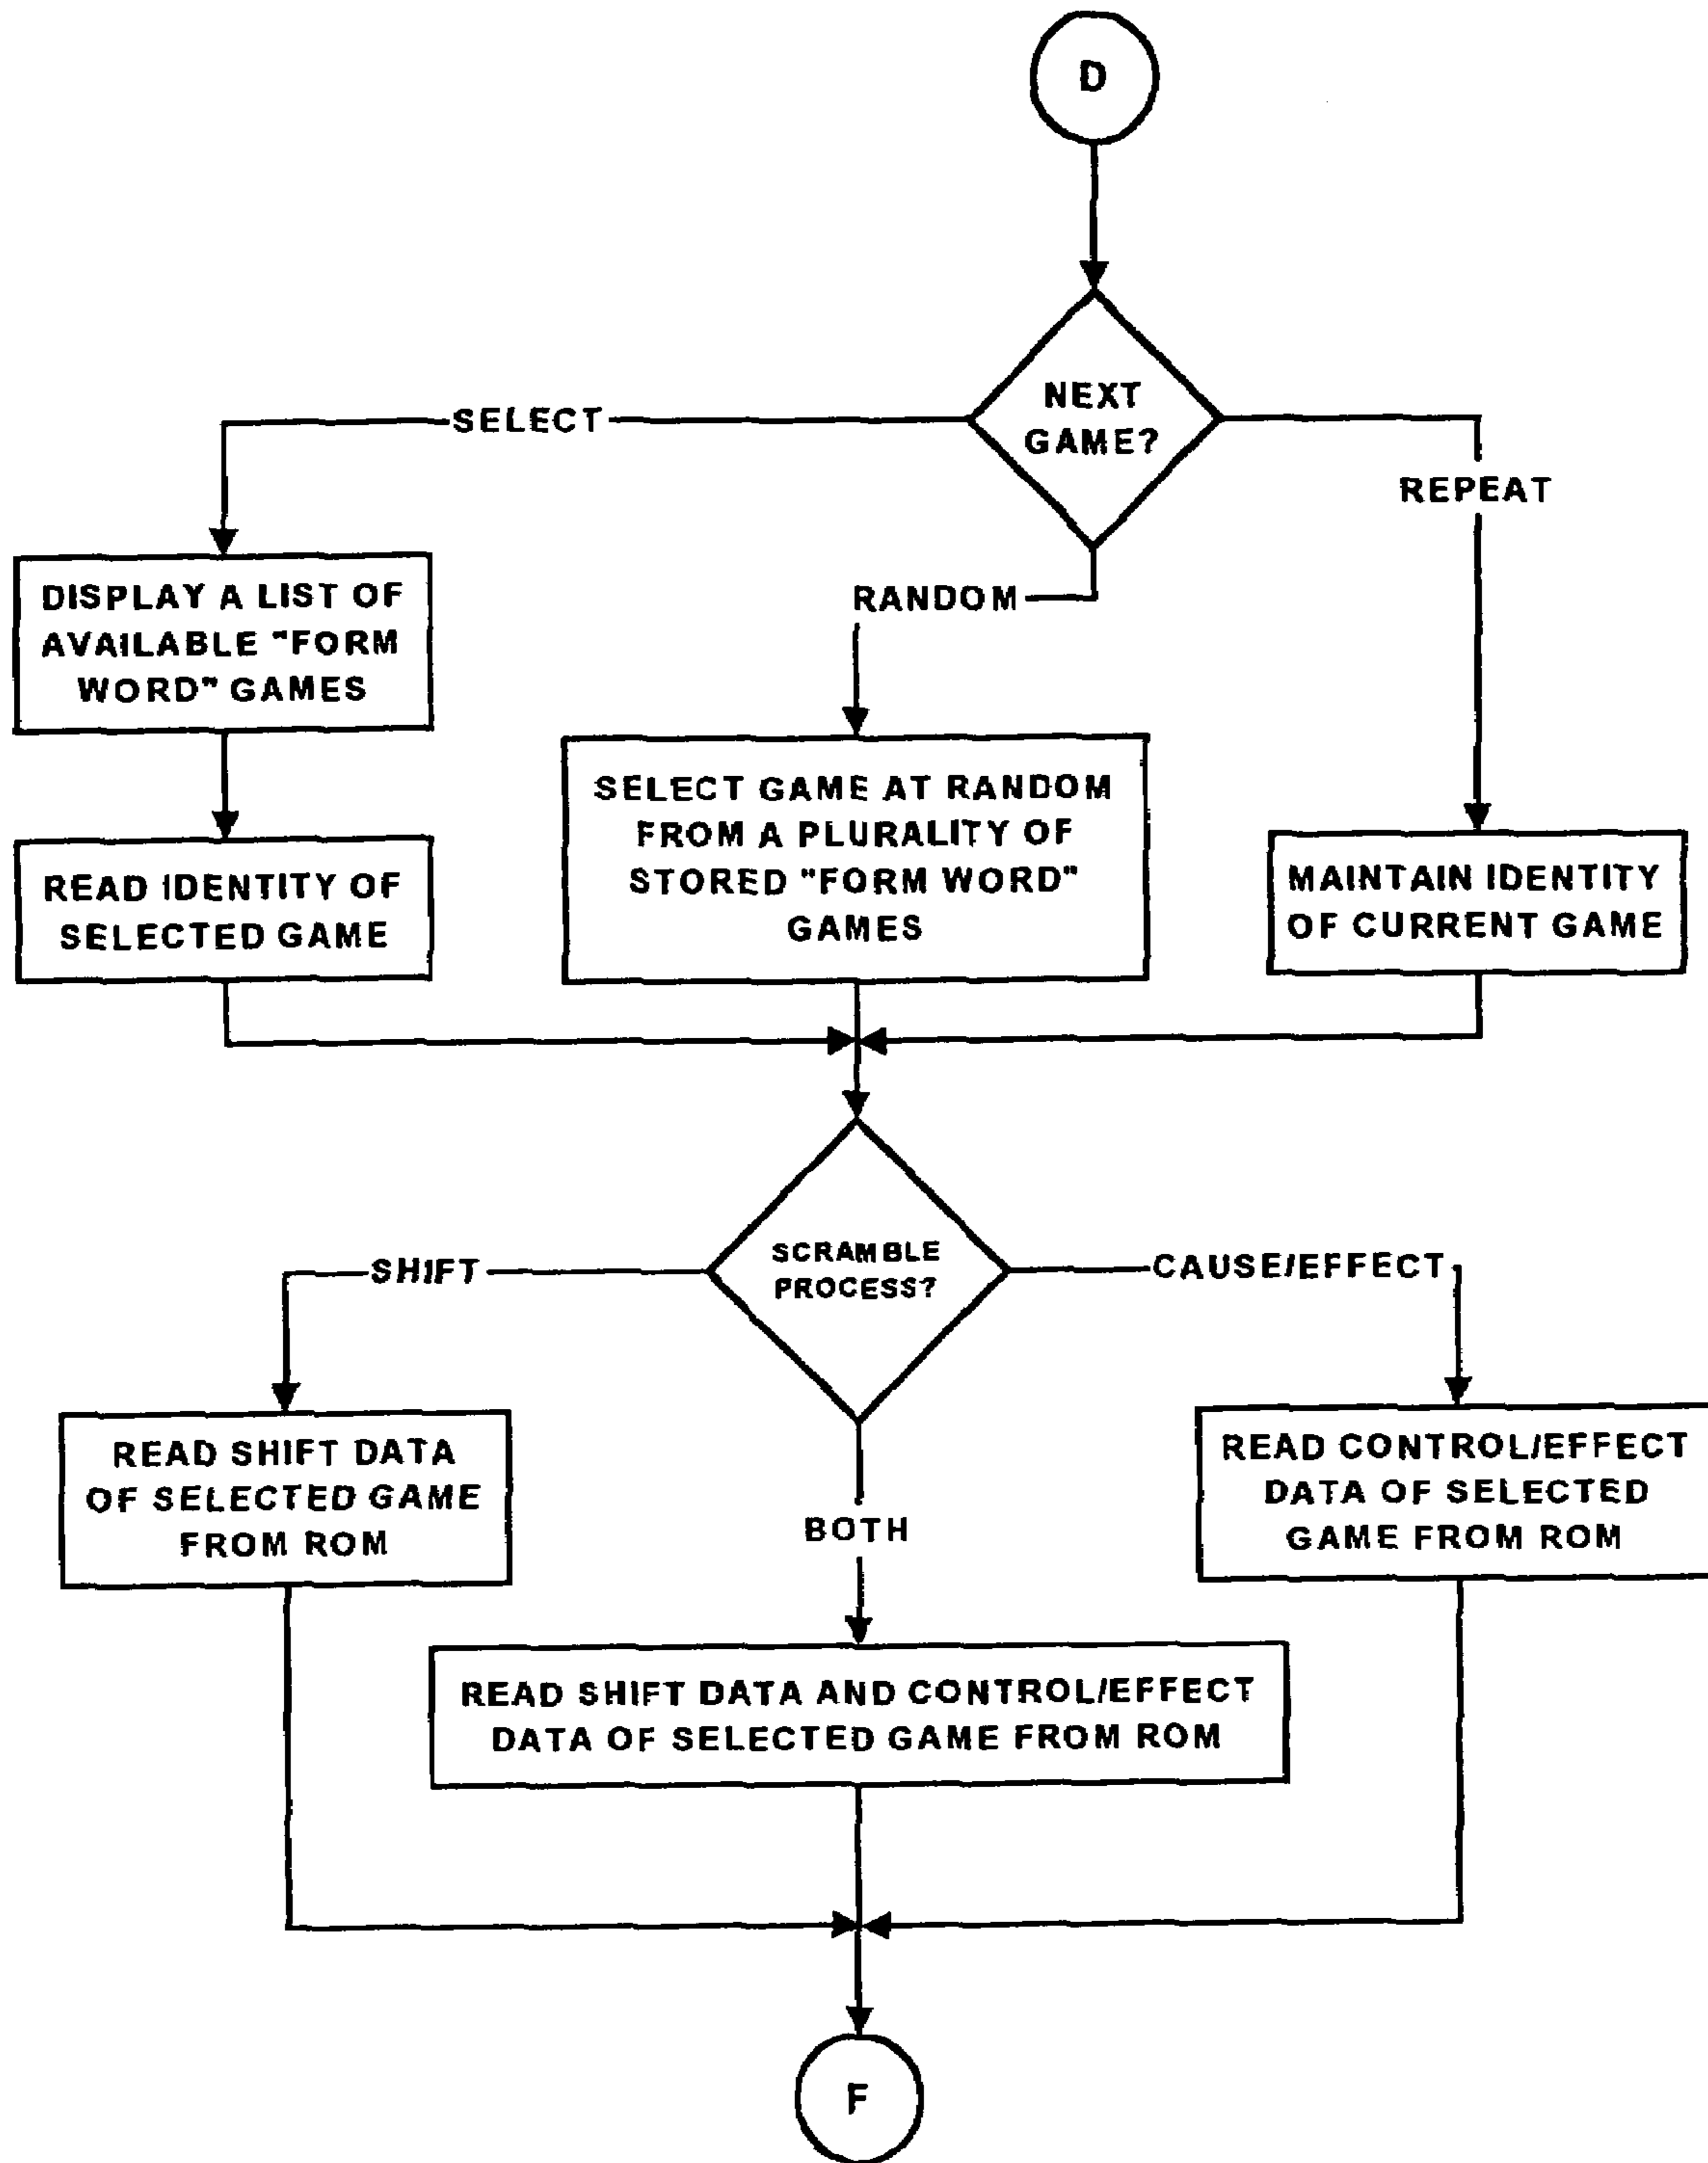 D
NEXT
GAME?
SELECT
REPEAT
RANDOM
DISPLAY A LIST OF
AVAILABLE "FORM
WORD" GAMES
SELECT GAME AT RANDOM
FROM A PLURALITY OF
STORED "FORM WORD"
GAMES
READ IDENTITY OF
SELECTED GAME
MAINTAIN IDENTITY
OF CURRENT GAME
SCRAMBLE
PROCESS?
SHIFT
CAUSE/EFFECT
BOTH
READ SHIFT DATA
OF SELECTED GAME
FROM ROM
READ CONTROL/EFFECT
DATA OF SELECTED
GAME FROM ROM
READ SHIFT DATA AND CONTROL/EFFECT
DATA OF SELECTED GAME FROM ROM
F